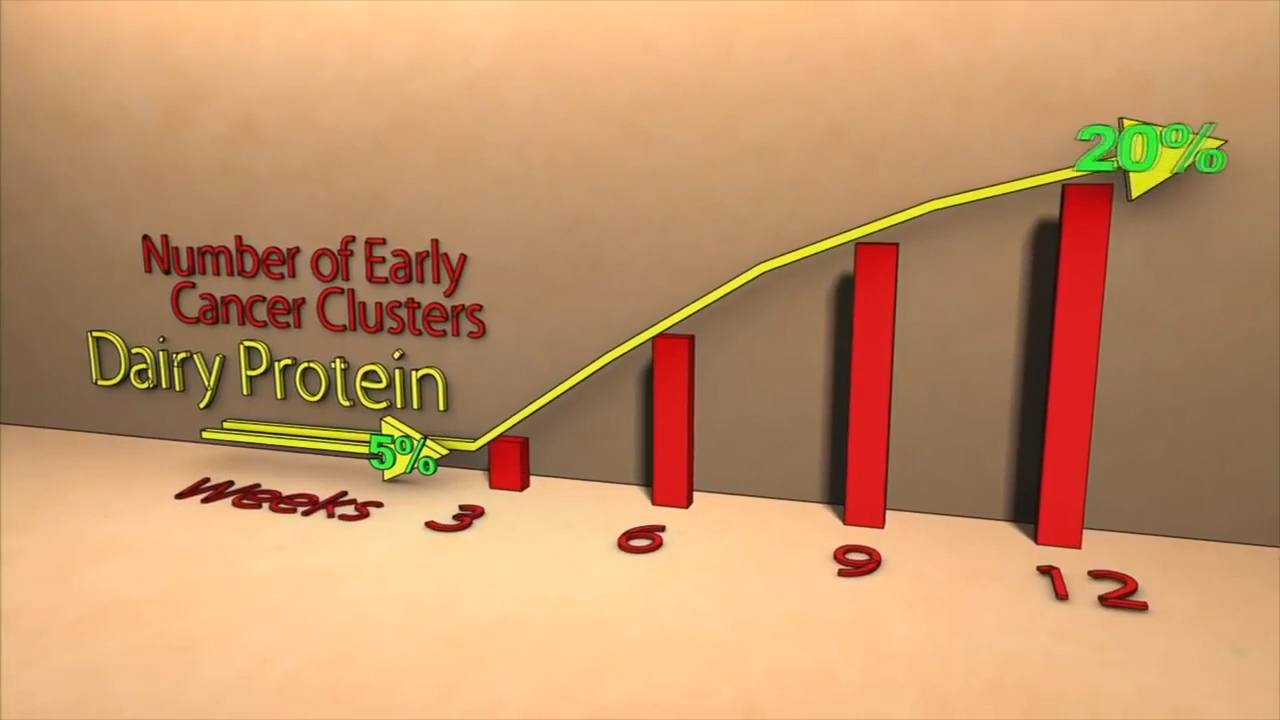 20%
Number of Early
Cancer Clusters
Dairy Protein
5%
Weeks 3 6 9 12